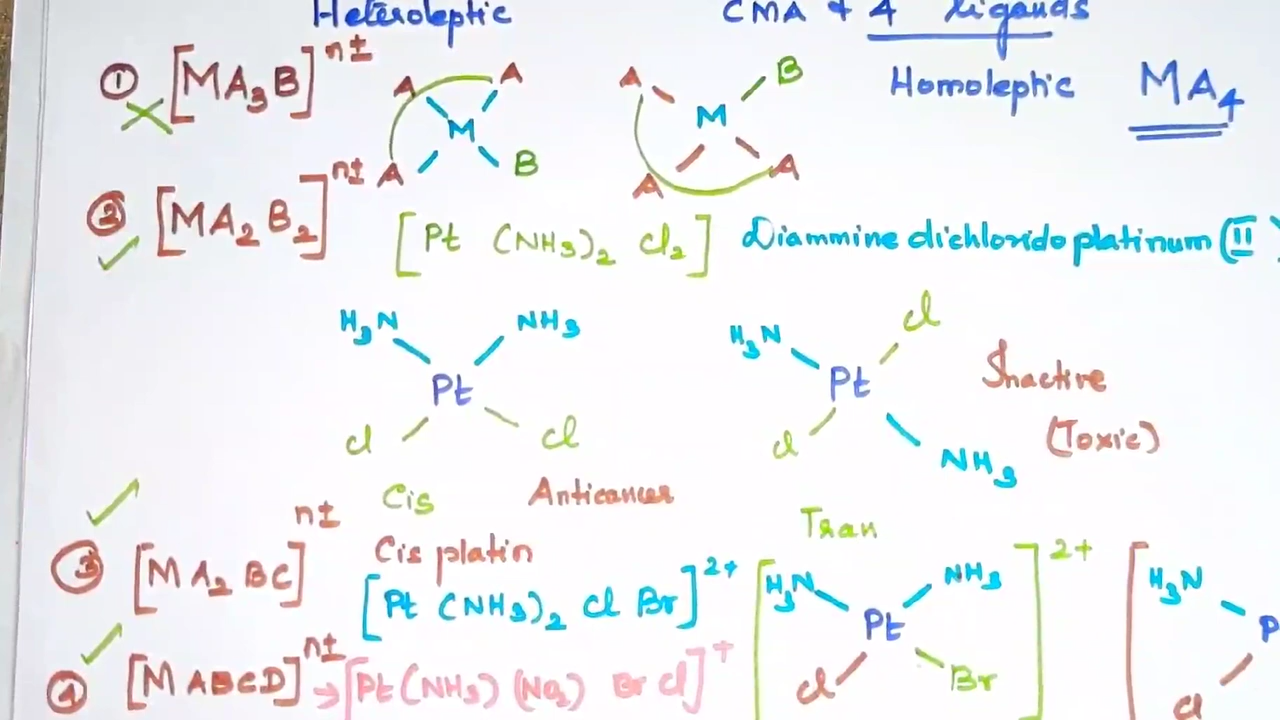 Heteroleptic CMA + 4 ligands
① [MA₃B]ⁿ± A A M A B A B M A A Homoleptic MA₄
② [MA₂B₂]ⁿ± [Pt (NH₃)₂ Cl₂] Diammine dichlorido platinum (II)
H₃N NH₃ Pt Cl Cl H₃N Cl Pt Cl NH₃ Inactive
(Toxic)
Cis Anticancer Tran
Cis platin
③ [MA₂BC]ⁿ± [Pt (NH₃)₂ Cl Br]²⁺ [H₃N NH₃ Pt Cl Br]²⁺ [H₃N P Cl
④ [MABCD]ⁿ± → [Pt(NH₃) (NO₂) Br Cl]⁺